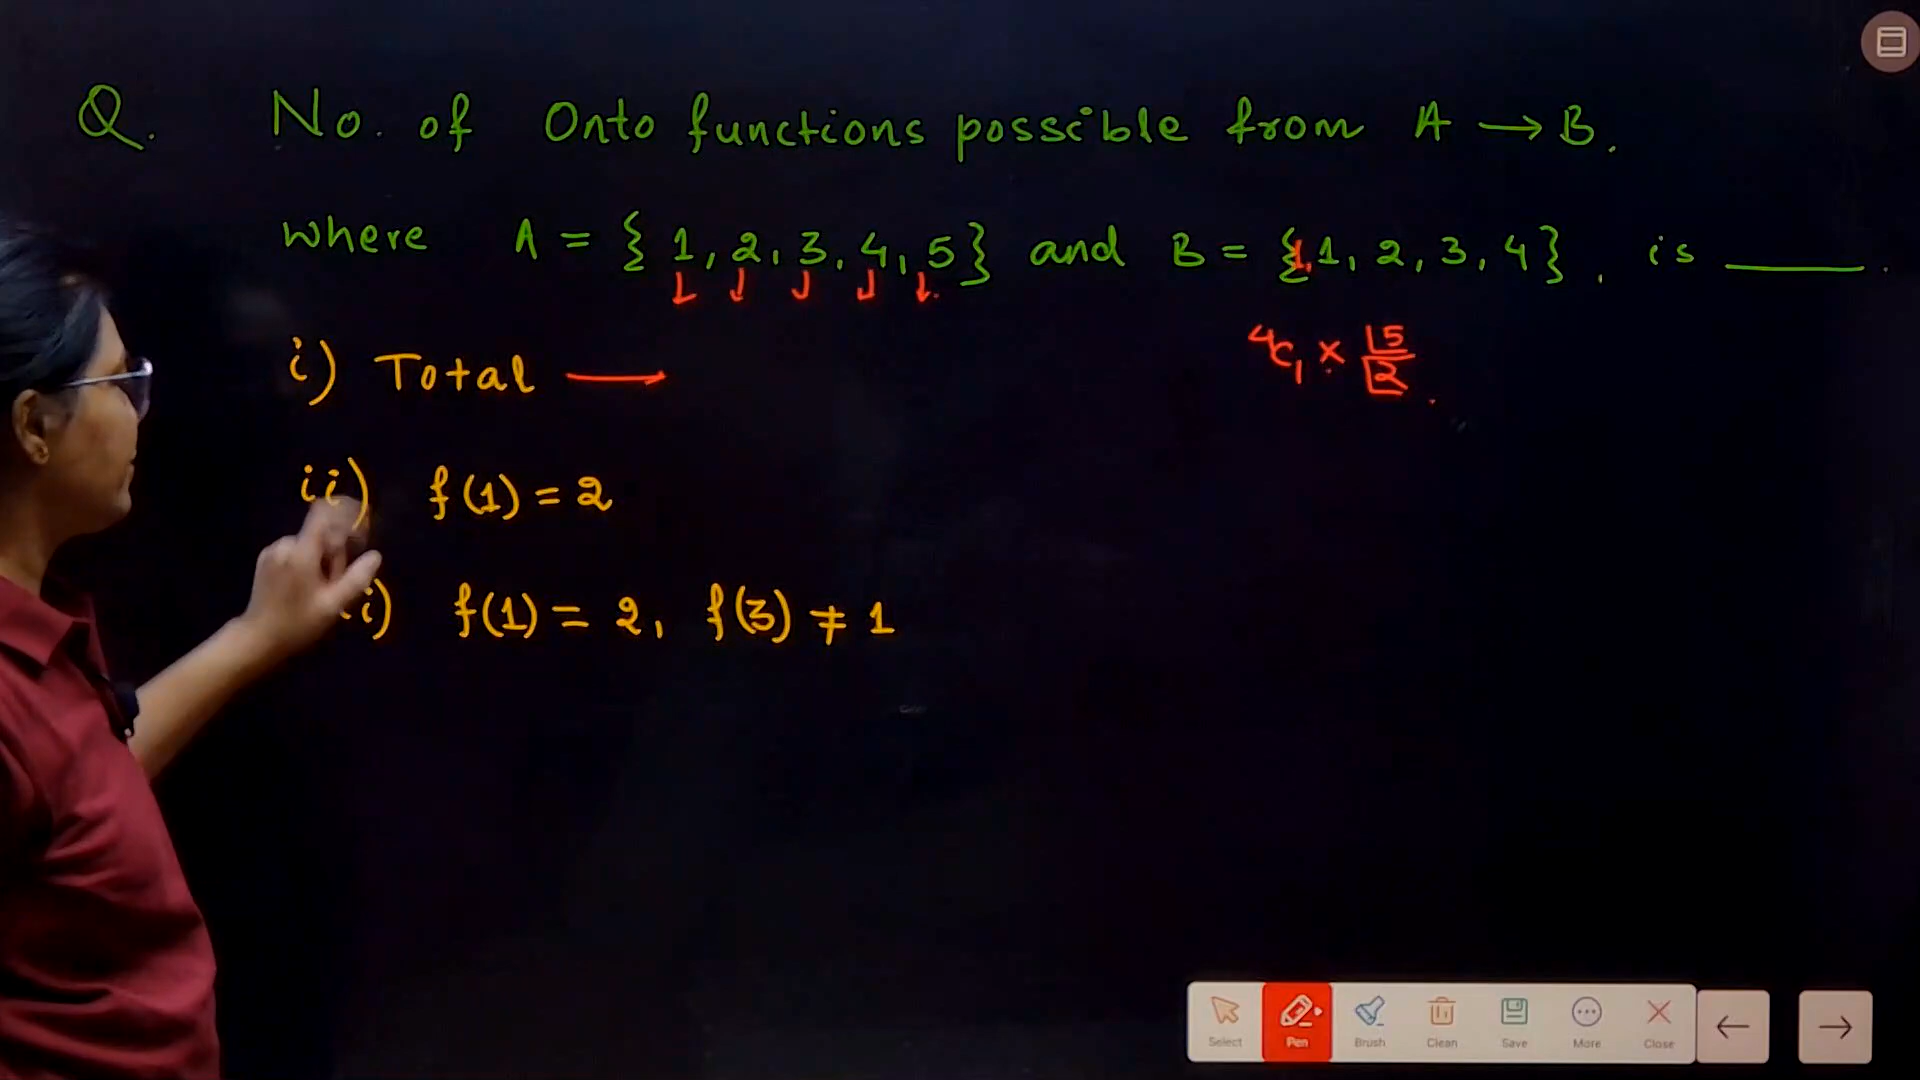 Q. No. of Onto functions possible from A → B.
where A = { 1, 2, 3, 4, 5} and B = {1, 1, 2, 3, 4}, is ____.
i) Total →
⁴C₁ × ⌊5 / ⌊2
ii) f(1) = 2
i) f(1) = 2, f(3) ≠ 1
Select Pen Brush Clean Save More Close